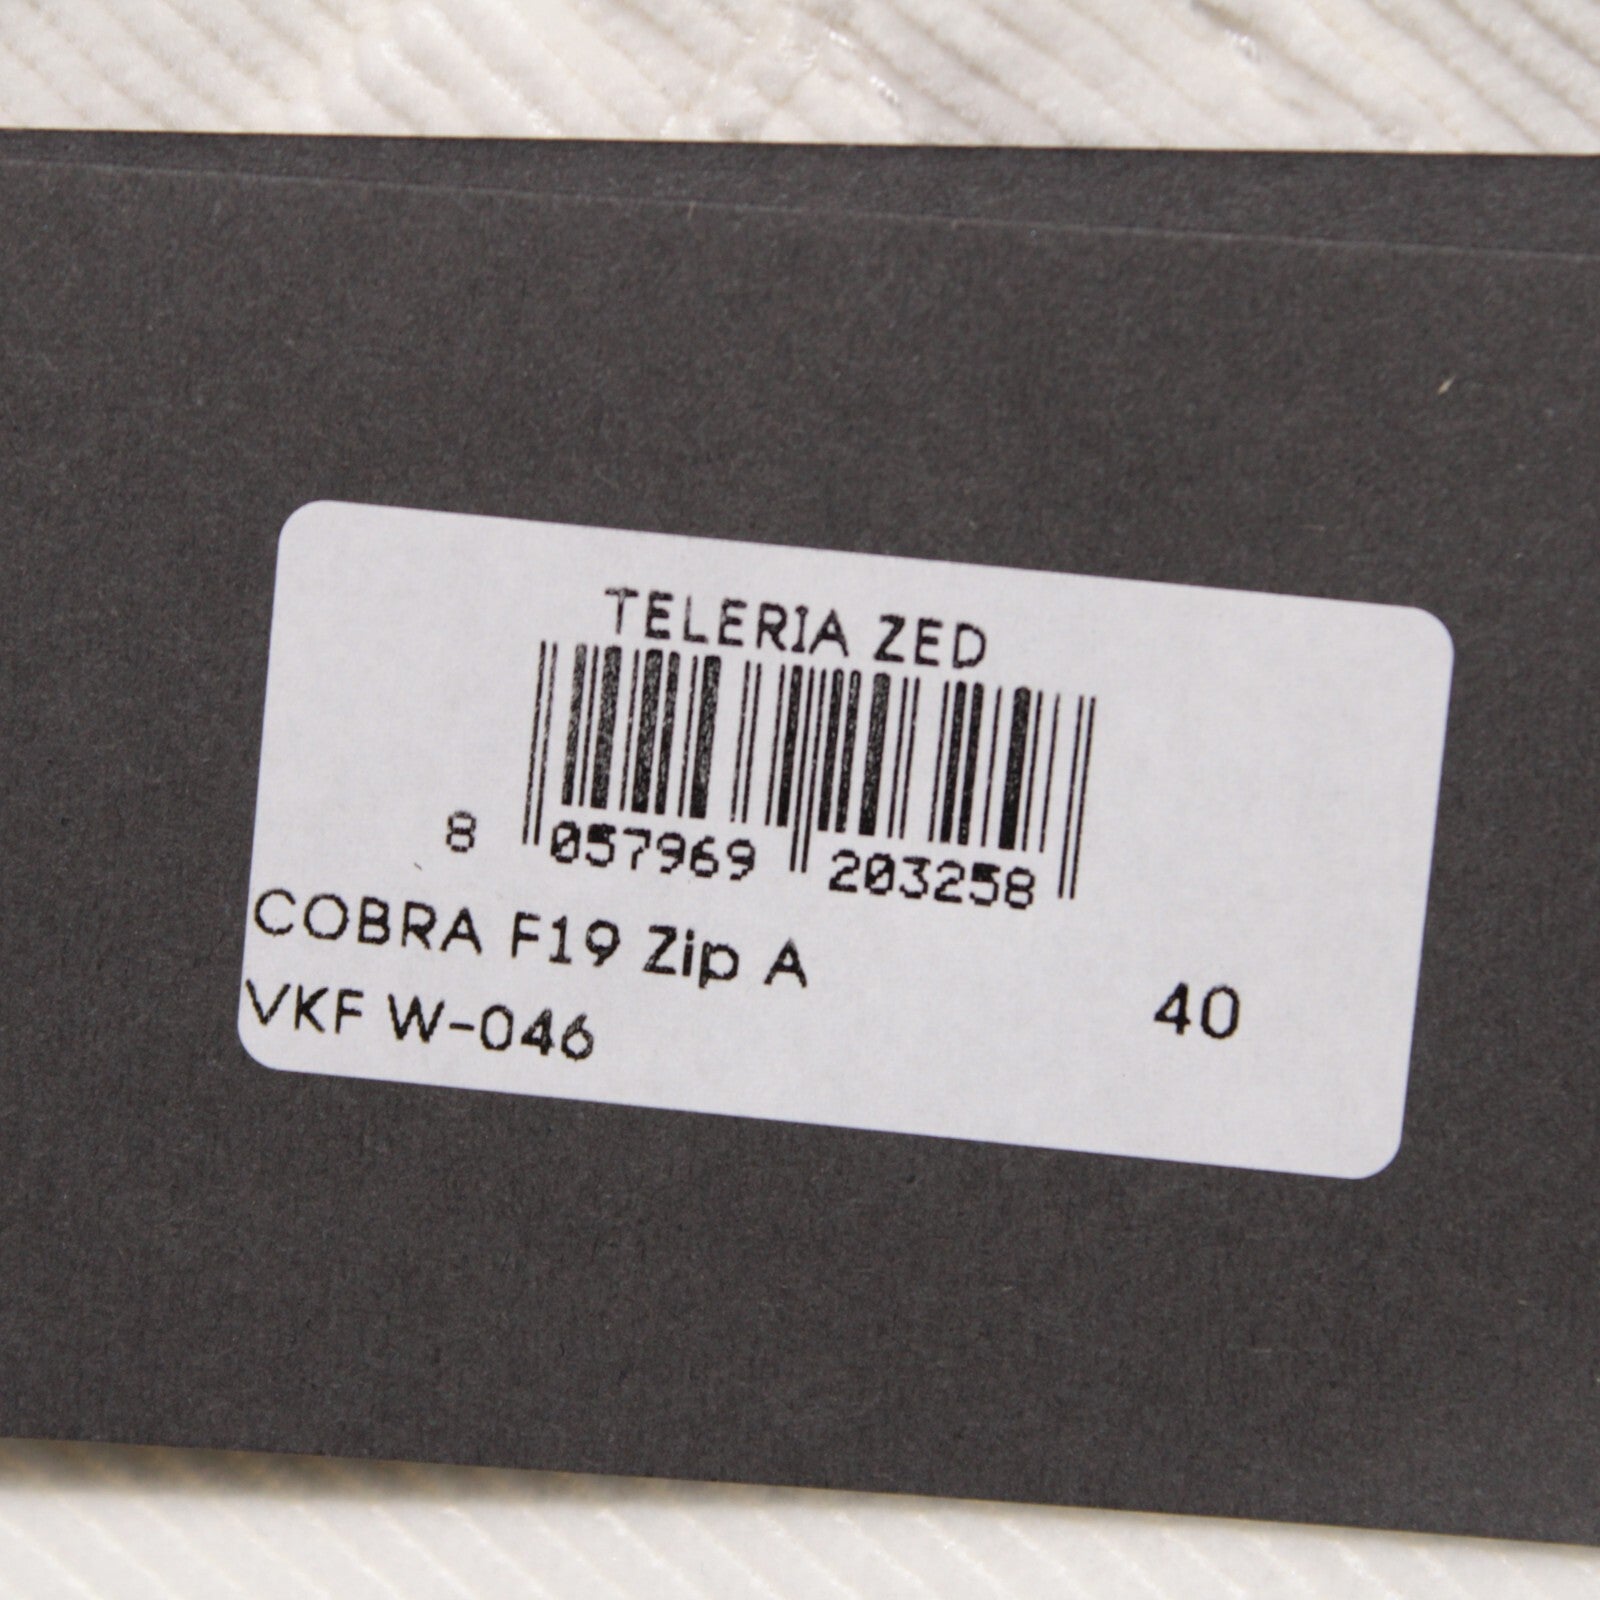 TELERIA ZED
8 057969 203258
COBRA F19 Zip A
VKF W-046 40